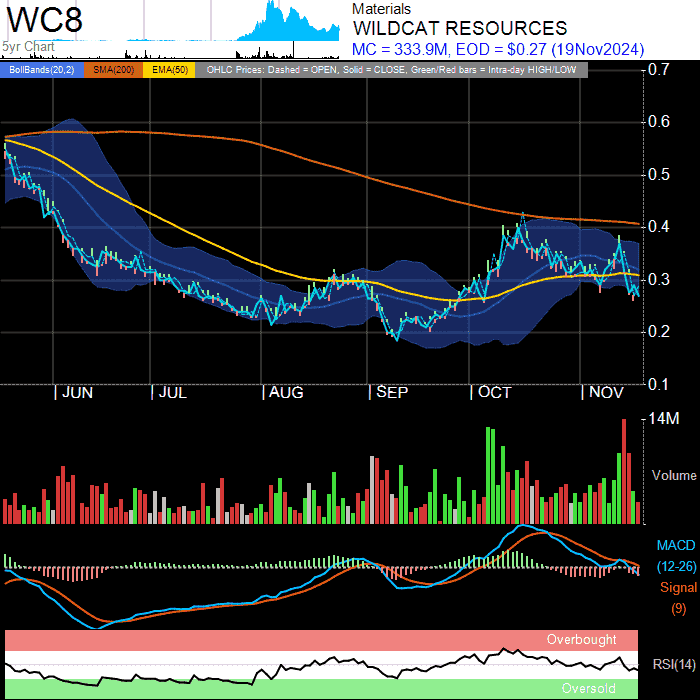 WC8
5yr Chart
Materials
WILDCAT RESOURCES
MC = 333.9M, EOD = $0.27 (19Nov2024)
BollBands(20,2) SMA(200) EMA(50) OHLC Prices: Dashed = OPEN, Solid = CLOSE, Green/Red bars = Intra-day HIGH/LOW
0.7
0.6
0.5
0.4
0.3
0.2
0.1
| JUN | JUL | AUG | SEP | OCT | NOV
14M
Volume
MACD
(12-26)
Signal
(9)
Overbought
RSI(14)
Oversold